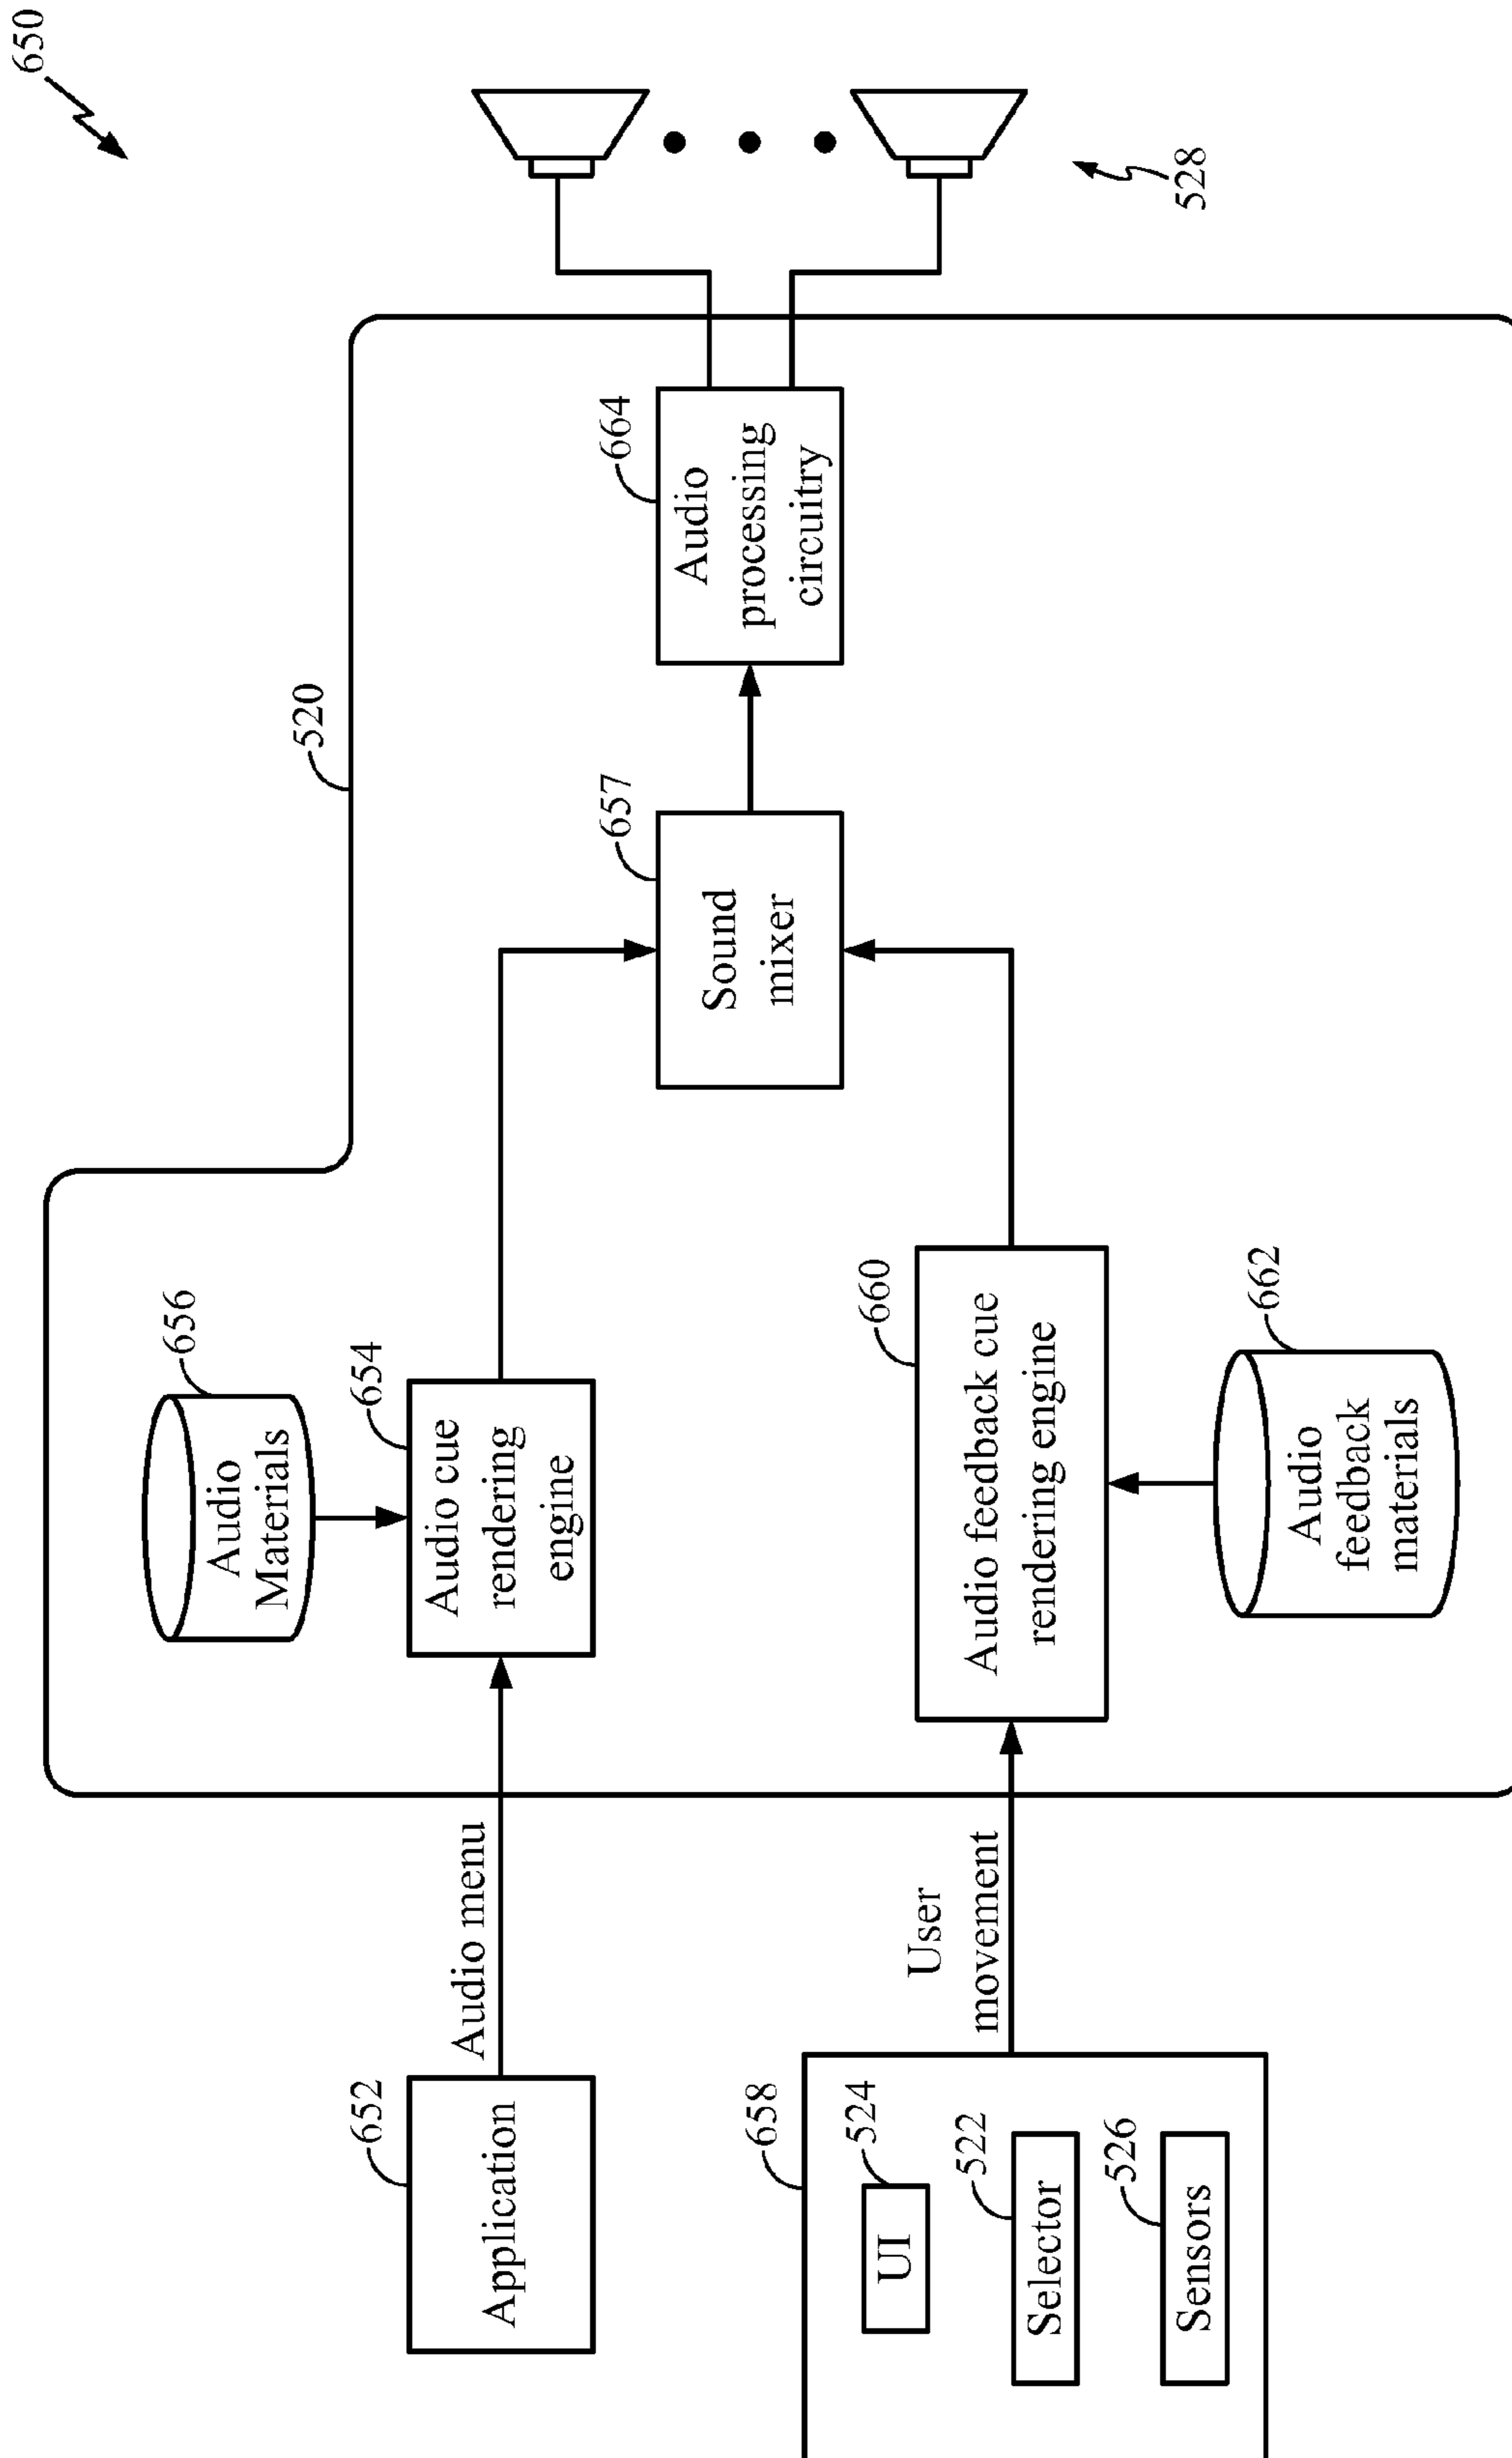 650
520
656
Audio
Materials
652
Application
Audio menu
654
Audio cue
rendering
engine
657
Sound
mixer
664
Audio
processing
circuitry
658
524
UI
522
Selector
526
Sensors
User
movement
660
Audio feedback cue
rendering engine
662
Audio
feedback
materials
528